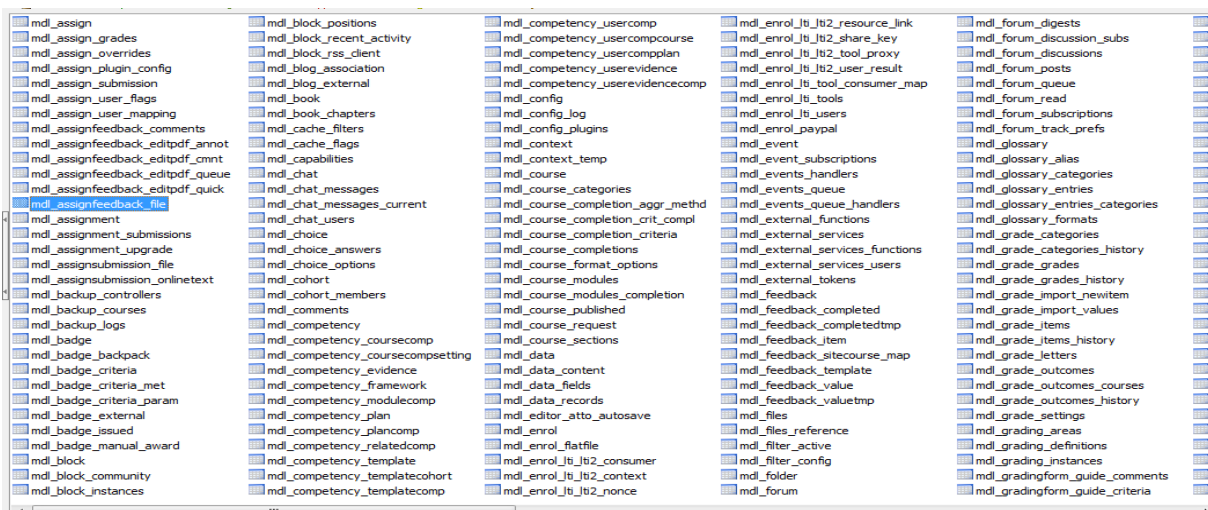 mdl_assign
mdl_assign_grades
mdl_assign_overrides
mdl_assign_plugin_config
mdl_assign_submission
mdl_assign_user_flags
mdl_assign_user_mapping
mdl_assignfeedback_comments
mdl_assignfeedback_editpdf_annot
mdl_assignfeedback_editpdf_cmnt
mdl_assignfeedback_editpdf_queue
mdl_assignfeedback_editpdf_quick
mdl_assignfeedback_file
mdl_assignment
mdl_assignment_submissions
mdl_assignment_upgrade
mdl_assignsubmission_file
mdl_assignsubmission_onlinetext
mdl_backup_controllers
mdl_backup_courses
mdl_backup_logs
mdl_badge
mdl_badge_backpack
mdl_badge_criteria
mdl_badge_criteria_met
mdl_badge_criteria_param
mdl_badge_external
mdl_badge_issued
mdl_badge_manual_award
mdl_block
mdl_block_community
mdl_block_instances
mdl_block_positions
mdl_block_recent_activity
mdl_block_rss_client
mdl_blog_association
mdl_blog_external
mdl_book
mdl_book_chapters
mdl_cache_filters
mdl_cache_flags
mdl_capabilities
mdl_chat
mdl_chat_messages
mdl_chat_messages_current
mdl_chat_users
mdl_choice
mdl_choice_answers
mdl_choice_options
mdl_cohort
mdl_cohort_members
mdl_comments
mdl_competency
mdl_competency_coursecomp
mdl_competency_coursecompsetting
mdl_competency_evidence
mdl_competency_framework
mdl_competency_modulecomp
mdl_competency_plan
mdl_competency_plancomp
mdl_competency_relatedcomp
mdl_competency_template
mdl_competency_templatecohort
mdl_competency_templatecomp
mdl_competency_usercomp
mdl_competency_usercompcourse
mdl_competency_usercompplan
mdl_competency_userevidence
mdl_competency_userevidencecomp
mdl_config
mdl_config_log
mdl_config_plugins
mdl_context
mdl_context_temp
mdl_course
mdl_course_categories
mdl_course_completion_aggr_methd
mdl_course_completion_crit_compl
mdl_course_completion_criteria
mdl_course_completions
mdl_course_format_options
mdl_course_modules
mdl_course_modules_completion
mdl_course_published
mdl_course_request
mdl_course_sections
mdl_data
mdl_data_content
mdl_data_fields
mdl_data_records
mdl_editor_atto_autosave
mdl_enrol
mdl_enrol_flatfile
mdl_enrol_lti_lti2_consumer
mdl_enrol_lti_lti2_context
mdl_enrol_lti_lti2_nonce
mdl_enrol_lti_lti2_resource_link
mdl_enrol_lti_lti2_share_key
mdl_enrol_lti_lti2_tool_proxy
mdl_enrol_lti_lti2_user_result
mdl_enrol_lti_tool_consumer_map
mdl_enrol_lti_tools
mdl_enrol_lti_users
mdl_enrol_paypal
mdl_event
mdl_event_subscriptions
mdl_events_handlers
mdl_events_queue
mdl_events_queue_handlers
mdl_external_functions
mdl_external_services
mdl_external_services_functions
mdl_external_services_users
mdl_external_tokens
mdl_feedback
mdl_feedback_completed
mdl_feedback_completedtmp
mdl_feedback_item
mdl_feedback_sitecourse_map
mdl_feedback_template
mdl_feedback_value
mdl_feedback_valuetmp
mdl_files
mdl_files_reference
mdl_filter_active
mdl_filter_config
mdl_folder
mdl_forum
mdl_forum_digests
mdl_forum_discussion_subs
mdl_forum_discussions
mdl_forum_posts
mdl_forum_queue
mdl_forum_read
mdl_forum_subscriptions
mdl_forum_track_prefs
mdl_glossary
mdl_glossary_alias
mdl_glossary_categories
mdl_glossary_entries
mdl_glossary_entries_categories
mdl_glossary_formats
mdl_grade_categories
mdl_grade_categories_history
mdl_grade_grades
mdl_grade_grades_history
mdl_grade_import_newitem
mdl_grade_import_values
mdl_grade_items
mdl_grade_items_history
mdl_grade_letters
mdl_grade_outcomes
mdl_grade_outcomes_courses
mdl_grade_outcomes_history
mdl_grade_settings
mdl_grading_areas
mdl_grading_definitions
mdl_grading_instances
mdl_gradingform_guide_comments
mdl_gradingform_guide_criteria